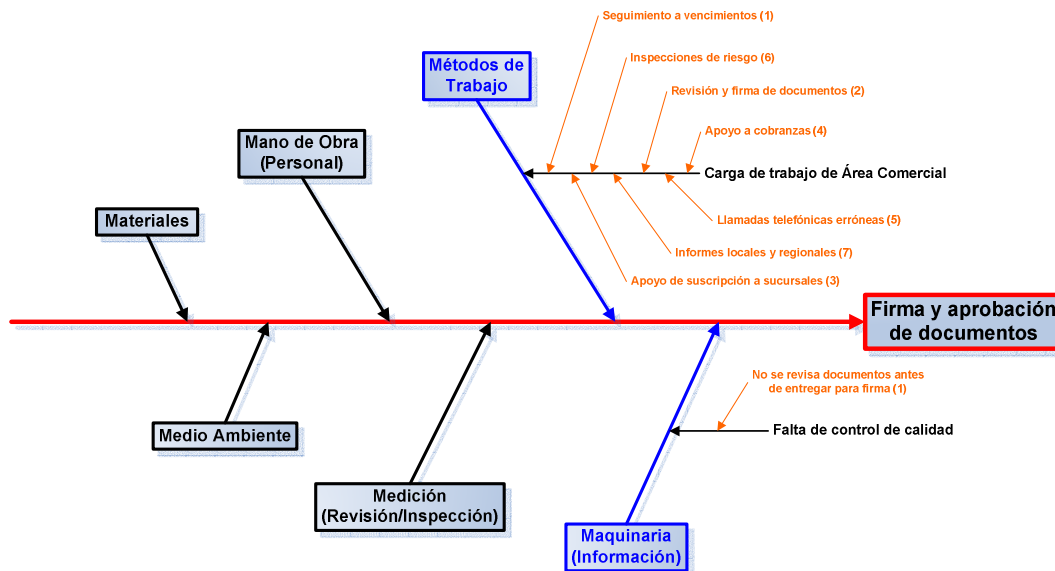 Seguimiento a vencimientos (1)
Métodos de
Trabajo
Inspecciones de riesgo (6)
Revisión y firma de documentos (2)
Apoyo a cobranzas (4)
Mano de Obra
(Personal)
Carga de trabajo de Área Comercial
Materiales
Llamadas telefónicas erróneas (5)
Informes locales y regionales (7)
Apoyo de suscripción a sucursales (3)
Firma y aprobación
de documentos
No se revisa documentos antes
de entregar para firma (1)
Medio Ambiente
Falta de control de calidad
Medición
(Revisión/Inspección)
Maquinaria
(Información)